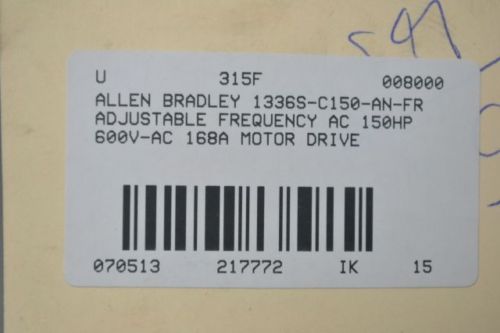 U 315F 008000
ALLEN BRADLEY 1336S-C150-AN-FR
ADJUSTABLE FREQUENCY AC 150HP
600V-AC 168A MOTOR DRIVE
070513 217772 IK 15